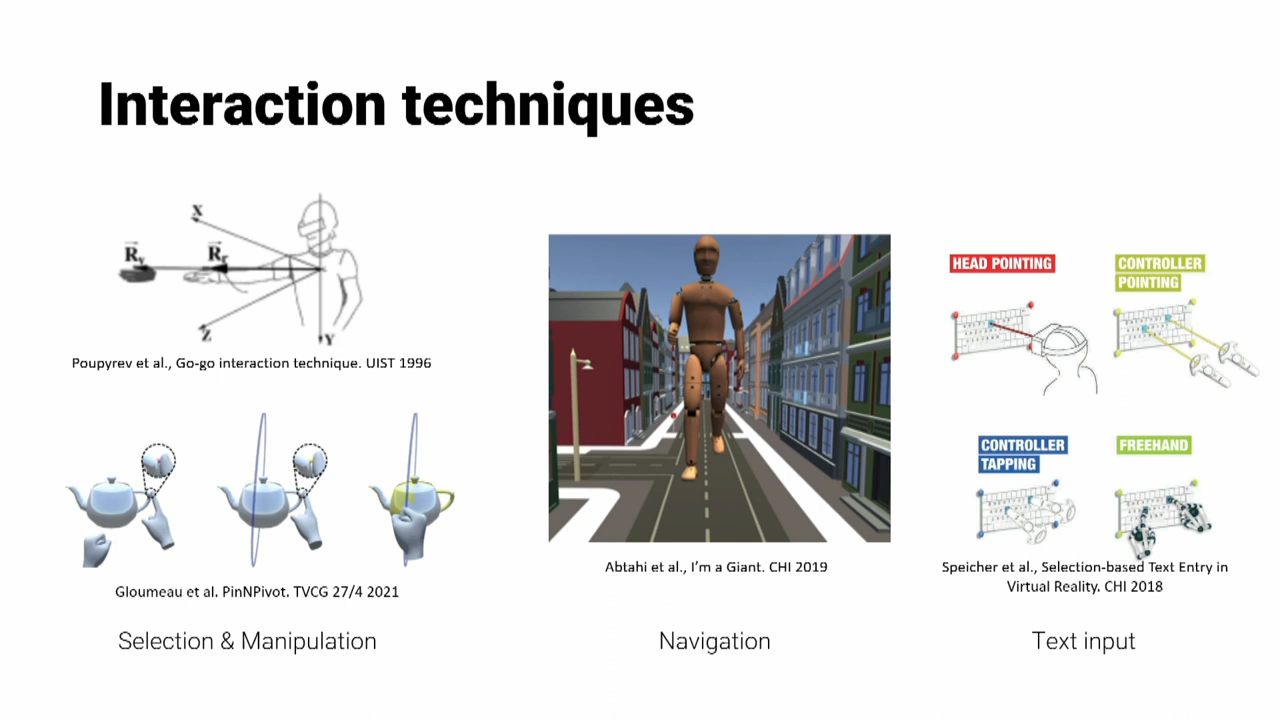 Interaction techniques
X
R_v
R_r
Z
Y
Poupyrev et al., Go-go interaction technique. UIST 1996
Gloumeau et al. PinNPivot. TVCG 27/4 2021
Selection & Manipulation
Abtahi et al., I'm a Giant. CHI 2019
Navigation
HEAD POINTING
CONTROLLER
POINTING
CONTROLLER
TAPPING
FREEHAND
Speicher et al., Selection-based Text Entry in
Virtual Reality. CHI 2018
Text input